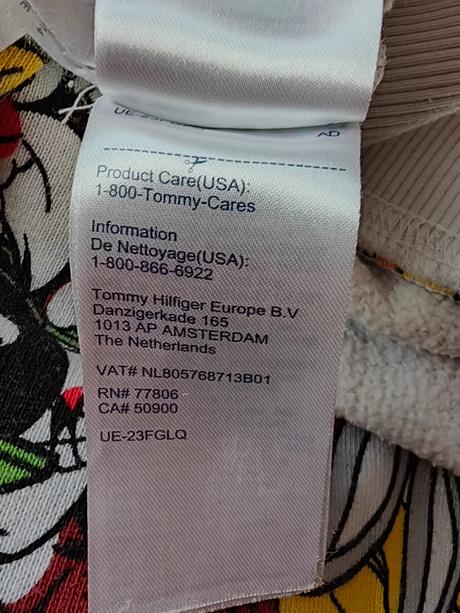 AD
Product Care(USA):
1-800-Tommy-Cares
Information
De Nettoyage(USA):
1-800-866-6922
Tommy Hilfiger Europe B.V
Danzigerkade 165
1013 AP AMSTERDAM
The Netherlands
VAT# NL805768713B01
RN# 77806
CA# 50900
UE-23FGLQ